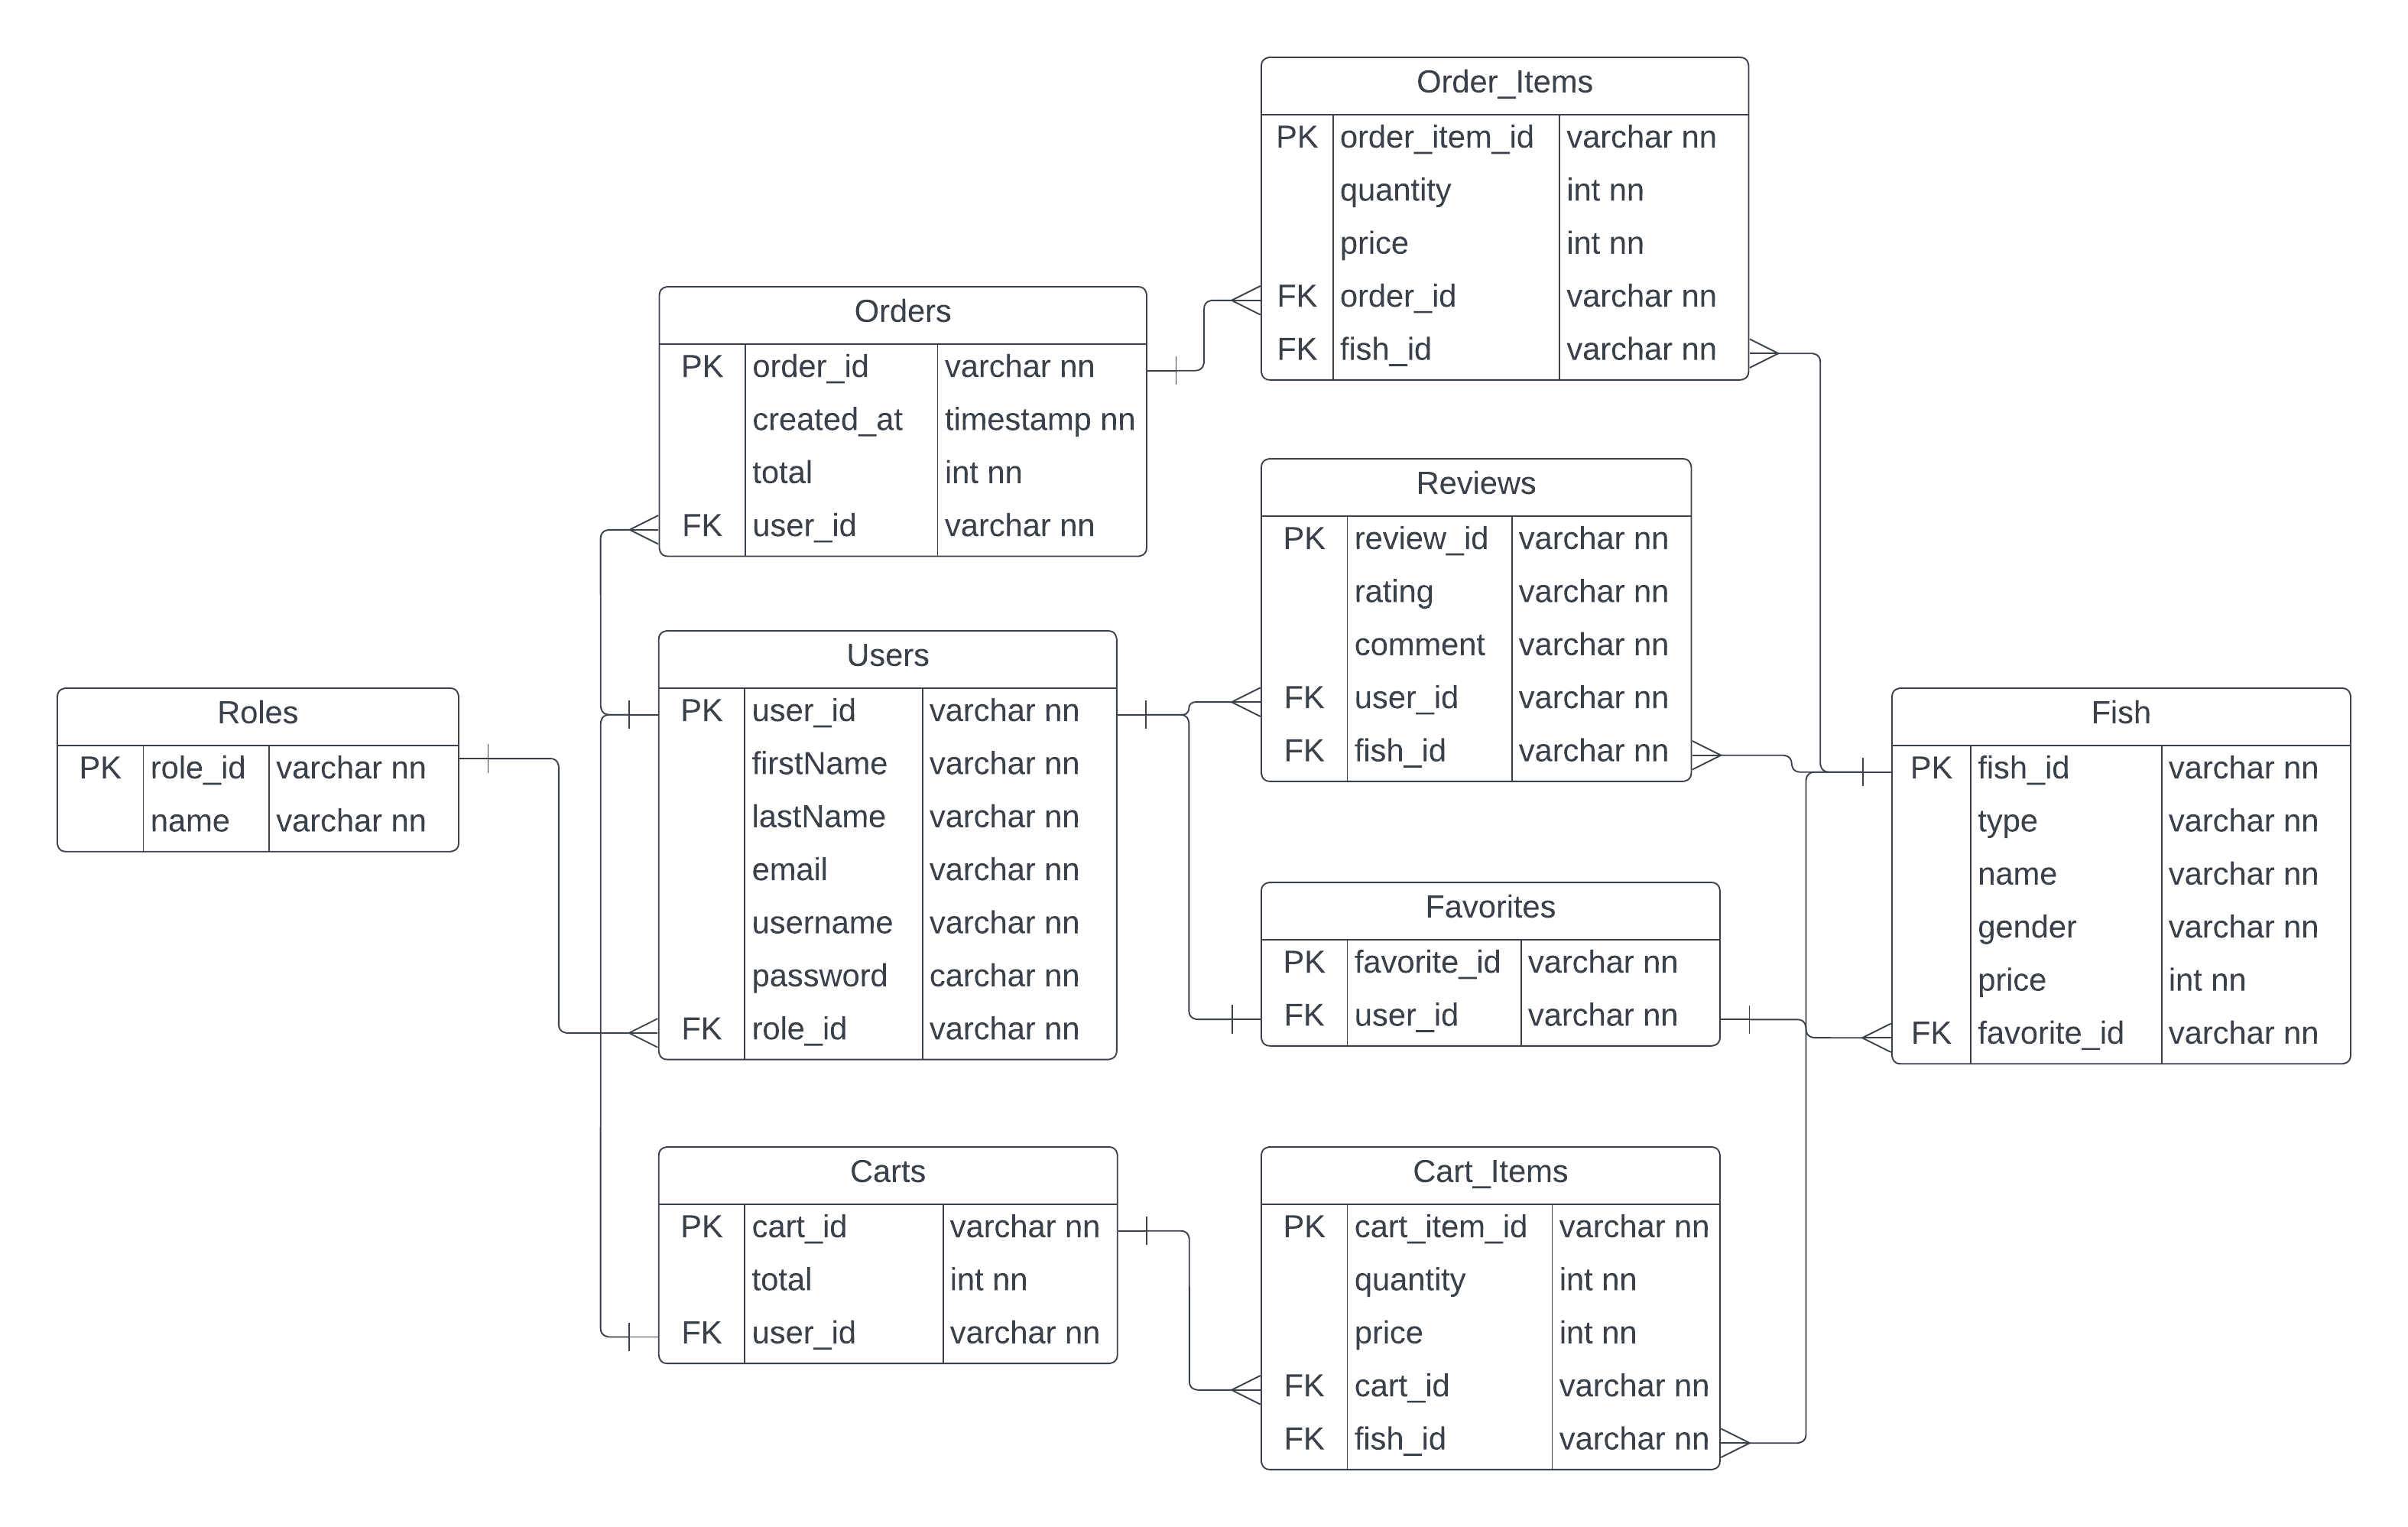 Order_Items
PK order_item_id varchar nn
quantity int nn
price int nn
FK order_id varchar nn
FK fish_id varchar nn
Orders
PK order_id varchar nn
created_at timestamp nn
total int nn
FK user_id varchar nn
Reviews
PK review_id varchar nn
rating varchar nn
comment varchar nn
FK user_id varchar nn
FK fish_id varchar nn
Users
PK user_id varchar nn
firstName varchar nn
lastName varchar nn
email varchar nn
username varchar nn
password carchar nn
FK role_id varchar nn
Roles
PK role_id varchar nn
name varchar nn
Fish
PK fish_id varchar nn
type varchar nn
name varchar nn
gender varchar nn
price int nn
FK favorite_id varchar nn
Favorites
PK favorite_id varchar nn
FK user_id varchar nn
Carts
PK cart_id varchar nn
total int nn
FK user_id varchar nn
Cart_Items
PK cart_item_id varchar nn
quantity int nn
price int nn
FK cart_id varchar nn
FK fish_id varchar nn